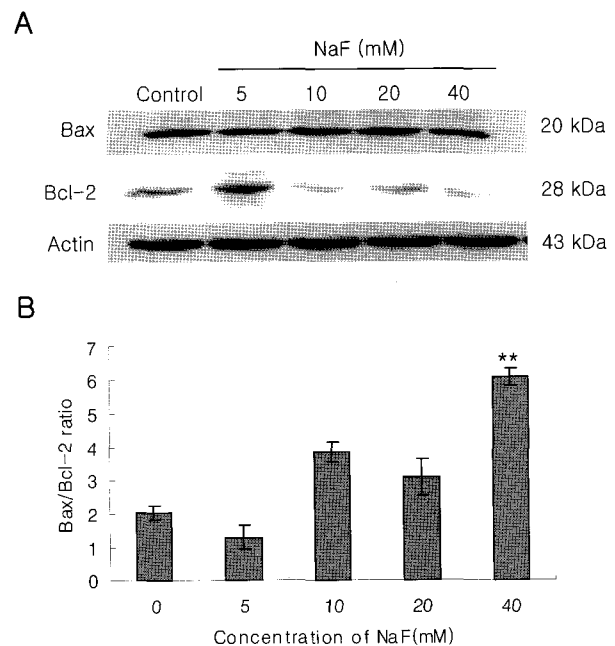 A
NaF (mM)
Control 5 10 20 40
Bax 20 kDa
Bcl-2 28 kDa
Actin 43 kDa
B
7
6
5
4
3
2
1
0
Bax/Bcl-2 ratio
**
0 5 10 20 40
Concentration of NaF(mM)